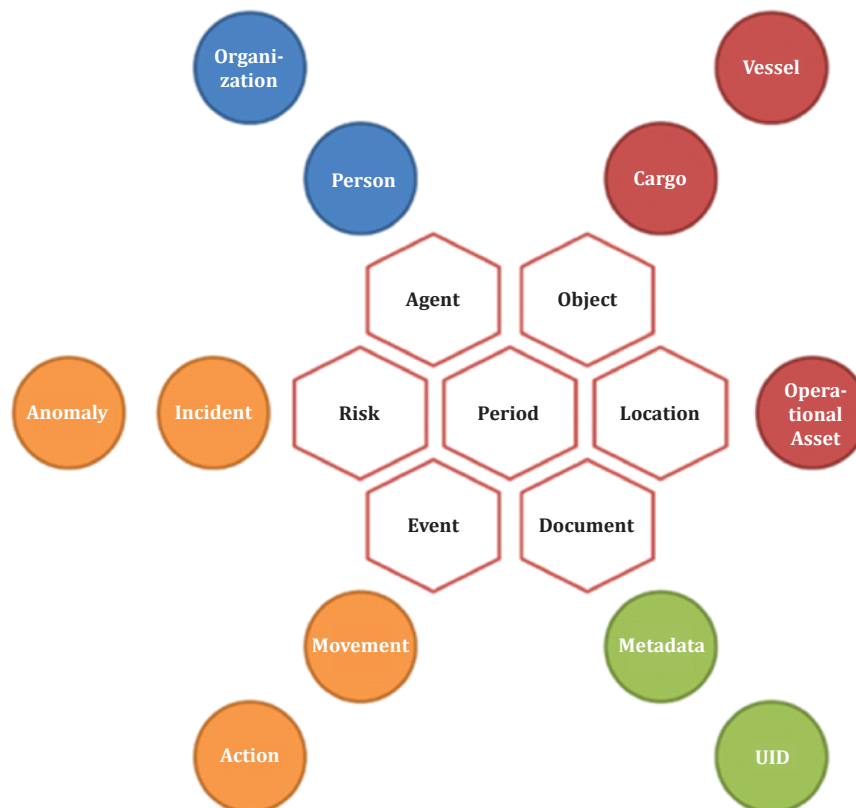 Organi-
zation
Vessel
Person
Cargo
Agent
Object
Anomaly
Incident
Risk
Period
Location
Opera-
tional
Asset
Event
Document
Movement
Metadada
Action
UID